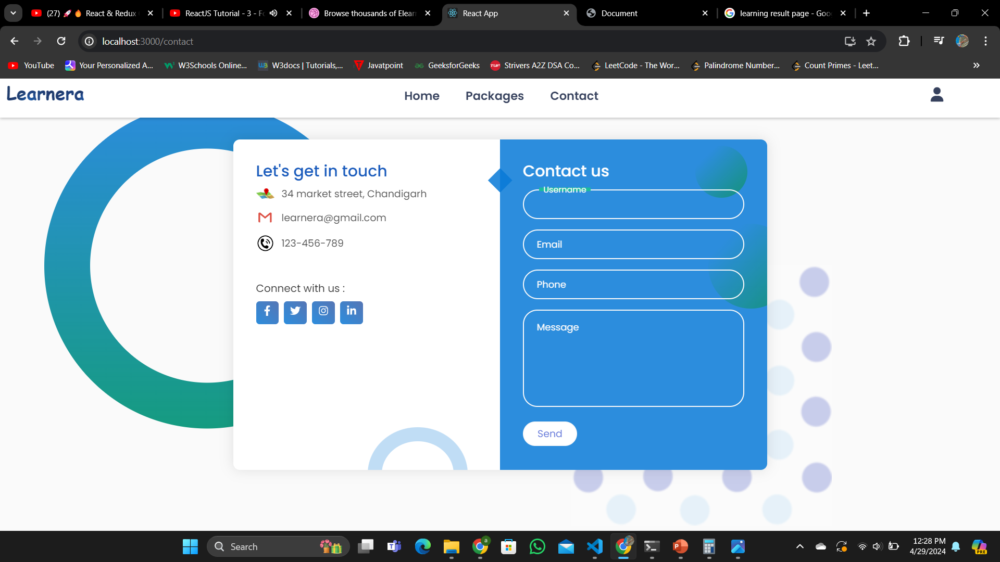 (27) 🚀 🔥 React & Redux
ReactJS Tutorial - 3 - Fo
Browse thousands of Elearn
React App
Document
learning result page - Goo
localhost:3000/contact
YouTube
Your Personalized A...
W3Schools Online...
W3docs | Tutorials,...
Javatpoint
GeeksforGeeks
Strivers A2Z DSA Co...
LeetCode - The Wor...
Palindrome Number...
Count Primes - Leet...
Learnera
Home
Packages
Contact
Let's get in touch
34 market street, Chandigarh
learnera@gmail.com
123-456-789
Connect with us :
Contact us
Username
Email
Phone
Message
Send
Search
12:28 PM
4/29/2024